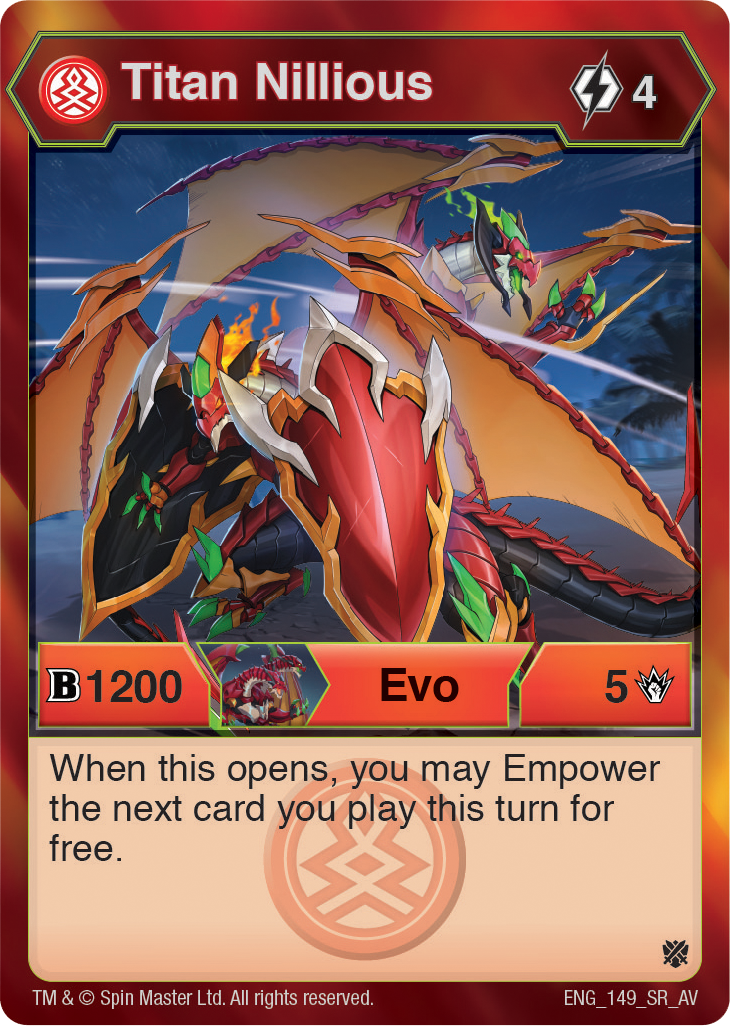 Titan Nillious
4
B 1200
Evo
5
When this opens, you may Empower
the next card you play this turn for
free.
TM & © Spin Master Ltd. All rights reserved.
ENG_149_SR_AV